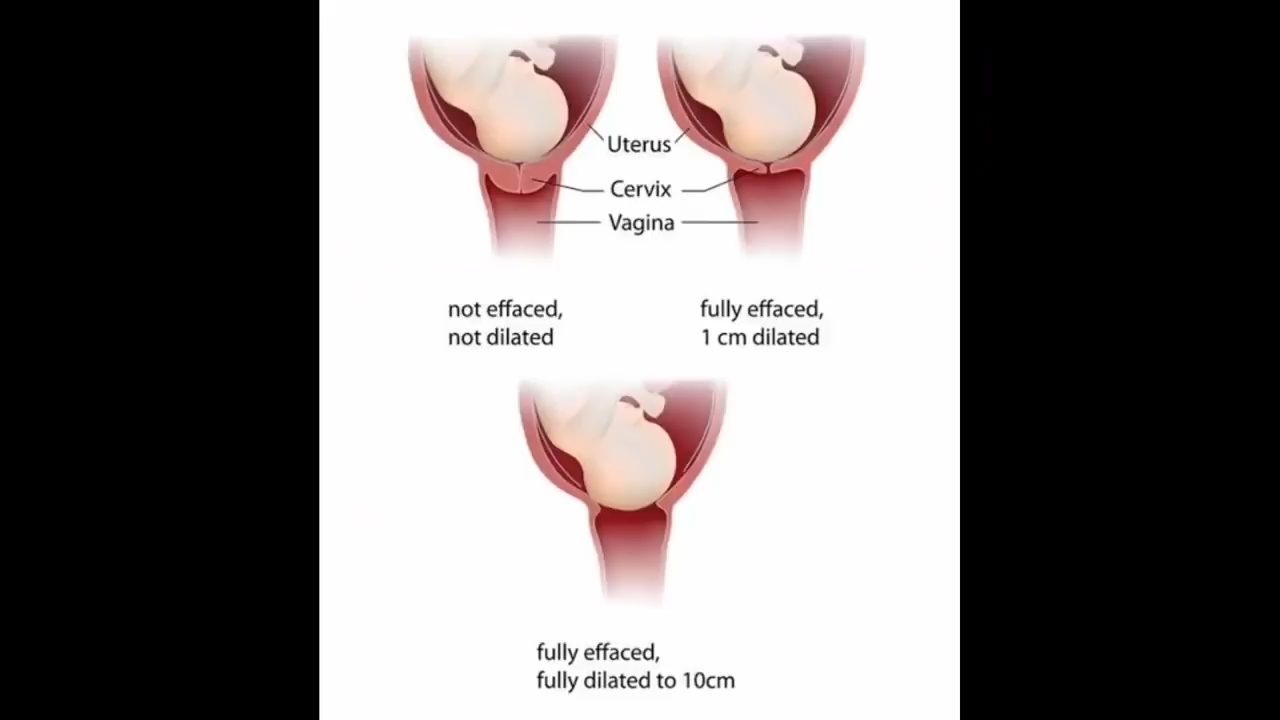 Uterus
Cervix
Vagina
not effaced,
not dilated
fully effaced,
1 cm dilated
fully effaced,
fully dilated to 10cm